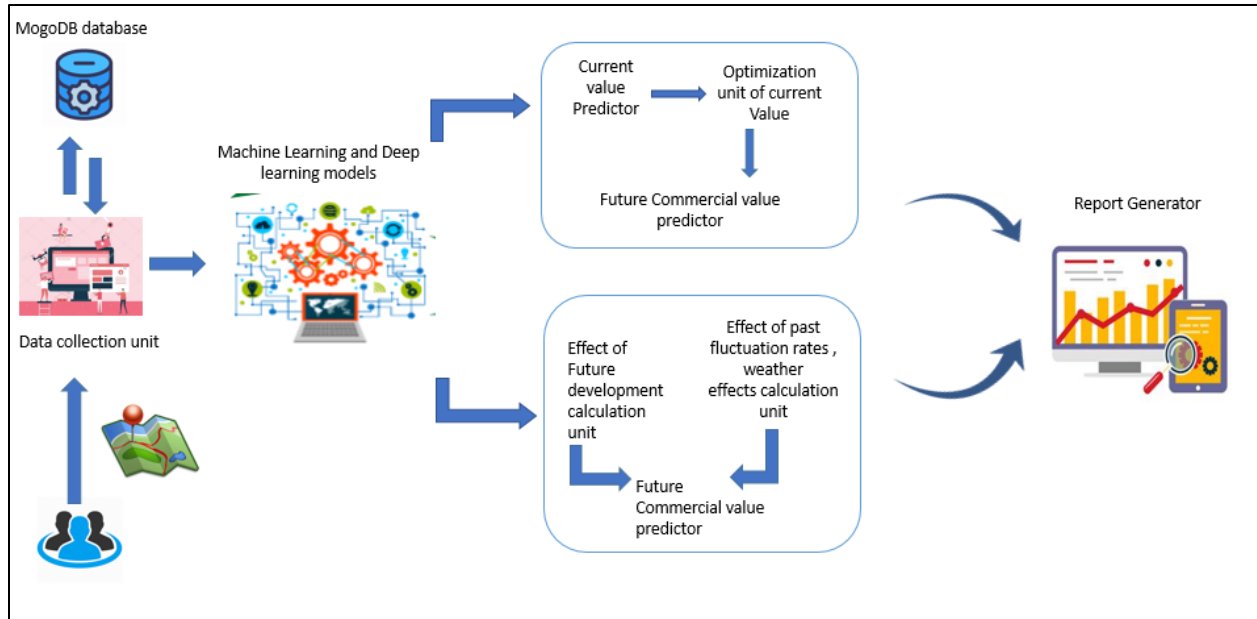 MogoDB database
Machine Learning and Deep
learning models
Data collection unit
Current
value
Predictor
Optimization
unit of current
Value
Future Commercial value
predictor
Effect of
Future
development
calculation
unit
Effect of past
fluctuation rates ,
weather
effects calculation
unit
Future
Commercial value
predictor
Report Generator